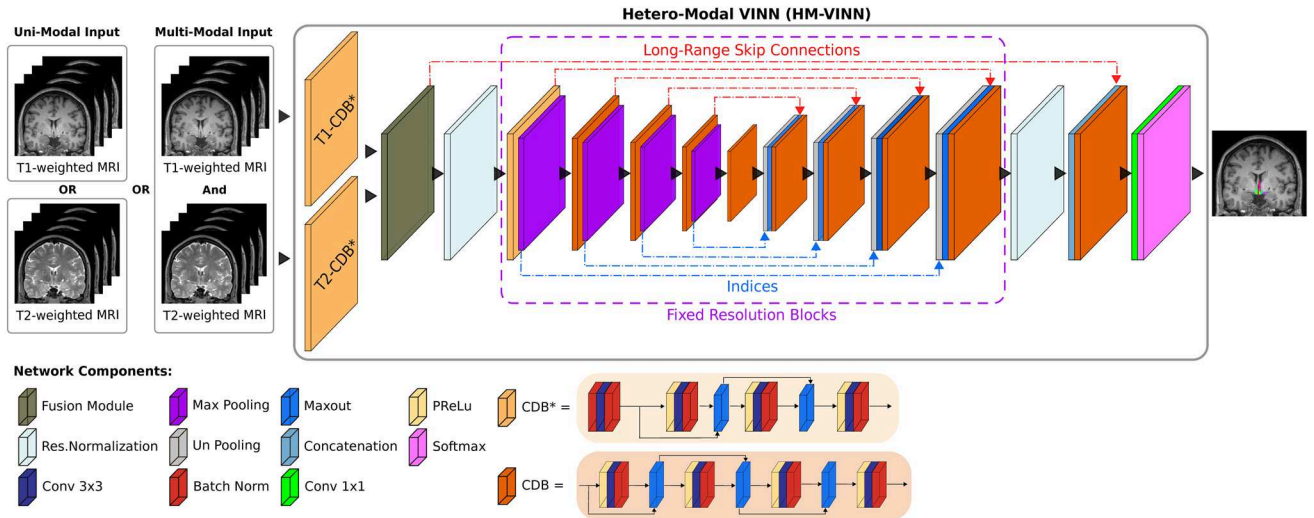 Hetero-Modal VINN (HM-VINN)
Uni-Modal Input
Multi-Modal Input
T1-weighted MRI
T1-weighted MRI
OR
OR
And
T2-weighted MRI
T2-weighted MRI
T1-CDB*
T2-CDB*
Long-Range Skip Connections
Indices
Fixed Resolution Blocks
Network Components:
Fusion Module
Max Pooling
Maxout
PReLu
CDB* =
Res.Normalization
Un Pooling
Concatenation
Softmax
Conv 3x3
Batch Norm
Conv 1x1
CDB =